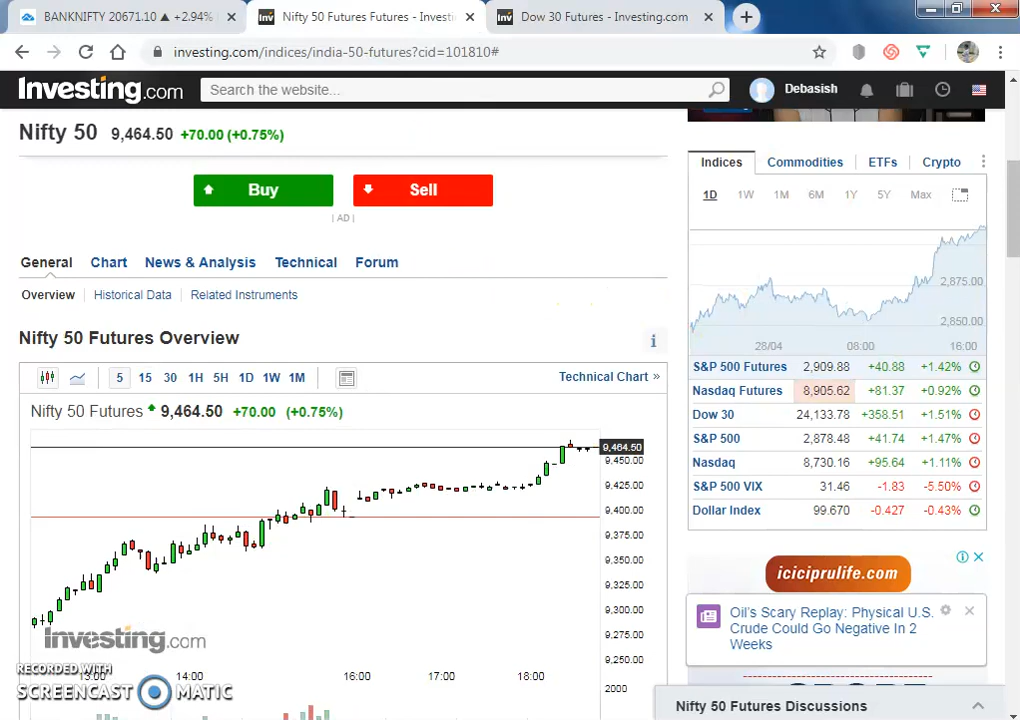 BANKNIFTY 20671.10 ▲ +2.94%
Nifty 50 Futures Futures - Investi
Dow 30 Futures - Investing.com
investing.com/indices/india-50-futures?cid=101810#
Investing.com
Search the website...
Debasish
Nifty 50 9,464.50 +70.00 (+0.75%)
Buy
Sell
| AD |
General Chart News & Analysis Technical Forum
Overview Historical Data Related Instruments
Nifty 50 Futures Overview
5 15 30 1H 5H 1D 1W 1M
Technical Chart »
Nifty 50 Futures 9,464.50 +70.00 (+0.75%)
9,464.50
9,450.00
9,425.00
9,400.00
9,375.00
9,350.00
9,325.00
9,300.00
9,275.00
9,250.00
2000
Investing.com
13:00 14:00 16:00 17:00 18:00
RECORDED WITH
SCREENCAST MATIC
Indices Commodities ETFs Crypto
1D 1W 1M 6M 1Y 5Y Max
2,875.00
2,850.00
28/04 08:00 16:00
S&P 500 Futures 2,909.88 +40.88 +1.42%
Nasdaq Futures 8,905.62 +81.37 +0.92%
Dow 30 24,133.78 +358.51 +1.51%
S&P 500 2,878.48 +41.74 +1.47%
Nasdaq 8,730.16 +95.64 +1.11%
S&P 500 VIX 31.46 -1.83 -5.50%
Dollar Index 99.670 -0.427 -0.43%
iciciprulife.com
Oil's Scary Replay: Physical U.S.
Crude Could Go Negative In 2
Weeks
Nifty 50 Futures Discussions